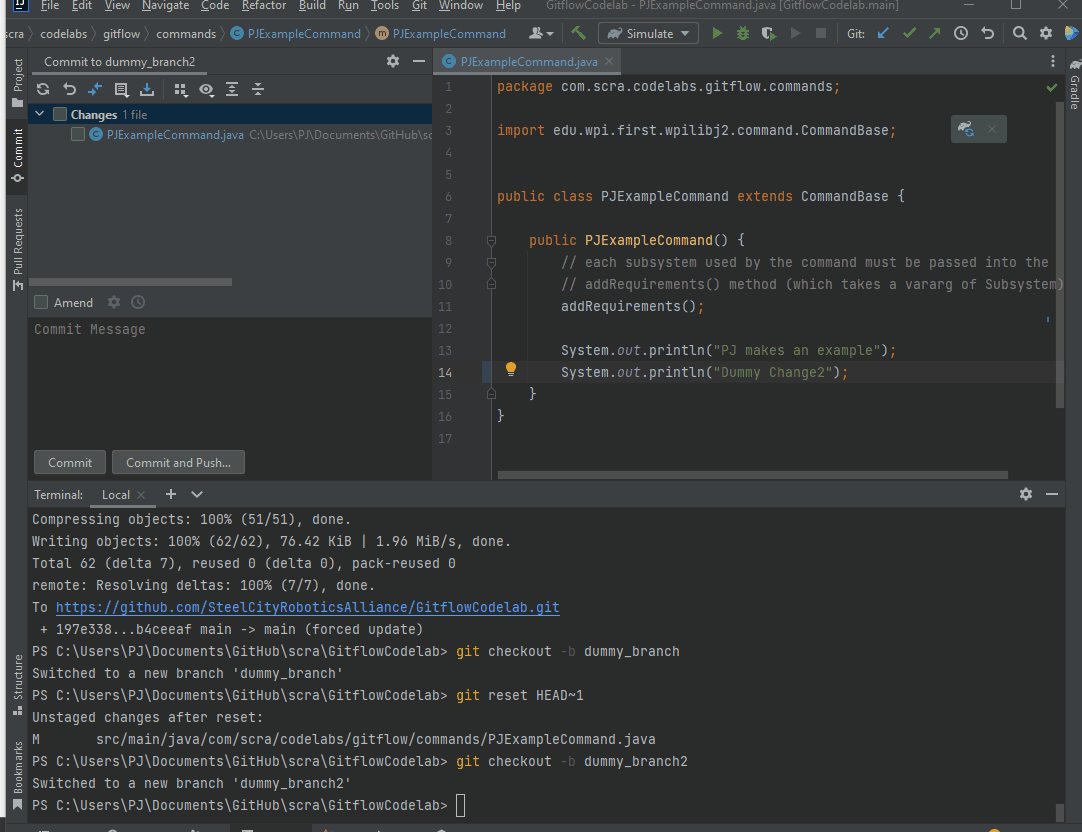 File Edit View Navigate Code Refactor Build Run Tools Git Window Help GitflowCodelab - PJExampleCommand.java [GitflowCodelab.main]
scra codelabs gitflow commands PJExampleCommand PJExampleCommand Simulate Git:
Project
Commit
Pull Requests
Structure
Bookmarks
Commit to dummy_branch2
Changes 1 file
PJExampleCommand.java C:\Users\PJ\Documents\GitHub\sc
Amend
Commit Message
Commit Commit and Push...
PJExampleCommand.java
1 package com.scra.codelabs.gitflow.commands;
2
3 import edu.wpi.first.wpilibj2.command.CommandBase;
4
5
6 public class PJExampleCommand extends CommandBase {
7
8 public PJExampleCommand() {
9 // each subsystem used by the command must be passed into the
10 // addRequirements() method (which takes a vararg of Subsystem)
11 addRequirements();
12
13 System.out.println("PJ makes an example");
14 System.out.println("Dummy Change2");
15 }
16 }
17
Gradle
Terminal: Local
Compressing objects: 100% (51/51), done.
Writing objects: 100% (62/62), 76.42 KiB | 1.96 MiB/s, done.
Total 62 (delta 7), reused 0 (delta 0), pack-reused 0
remote: Resolving deltas: 100% (7/7), done.
To https://github.com/SteelCityRoboticsAlliance/GitflowCodelab.git
+ 197e338...b4ceeaf main -> main (forced update)
PS C:\Users\PJ\Documents\GitHub\scra\GitflowCodelab> git checkout -b dummy_branch
Switched to a new branch 'dummy_branch'
PS C:\Users\PJ\Documents\GitHub\scra\GitflowCodelab> git reset HEAD~1
Unstaged changes after reset:
M src/main/java/com/scra/codelabs/gitflow/commands/PJExampleCommand.java
PS C:\Users\PJ\Documents\GitHub\scra\GitflowCodelab> git checkout -b dummy_branch2
Switched to a new branch 'dummy_branch2'
PS C:\Users\PJ\Documents\GitHub\scra\GitflowCodelab>